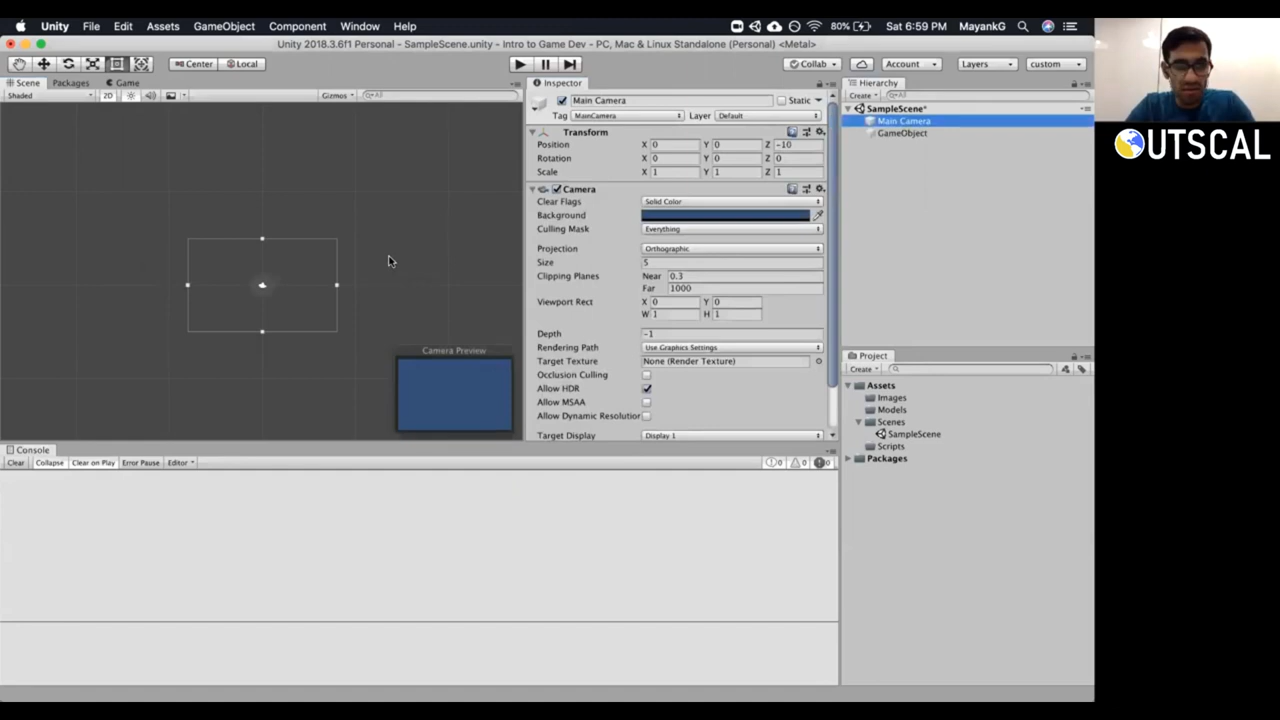 Unity File Edit Assets GameObject Component Window Help 80% Sat 6:59 PM MayankG
Unity 2018.3.6f1 Personal - SampleScene.unity - Intro to Game Dev - PC, Mac & Linux Standalone (Personal) <Metal>
Center Local Collab Account Layers custom
Scene Packages Game
Shaded 2D Gizmos All
Inspector
Main Camera Static
Tag MainCamera Layer Default
Transform
Position X 0 Y 0 Z -10
Rotation X 0 Y 0 Z 0
Scale X 1 Y 1 Z 1
Camera
Clear Flags Solid Color
Background
Culling Mask Everything
Projection Orthographic
Size 5
Clipping Planes Near 0.3
Far 1000
Viewport Rect X 0 Y 0
W 1 H 1
Depth -1
Rendering Path Use Graphics Settings
Target Texture None (Render Texture)
Occlusion Culling
Allow HDR
Allow MSAA
Allow Dynamic Resolution
Target Display Display 1
Camera Preview
Hierarchy
Create All
SampleScene*
Main Camera
GameObject
Project
Create
Assets
Images
Models
Scenes
SampleScene
Scripts
Packages
Console
Clear Collapse Clear on Play Error Pause Editor 0 0 0
OUTSCAL